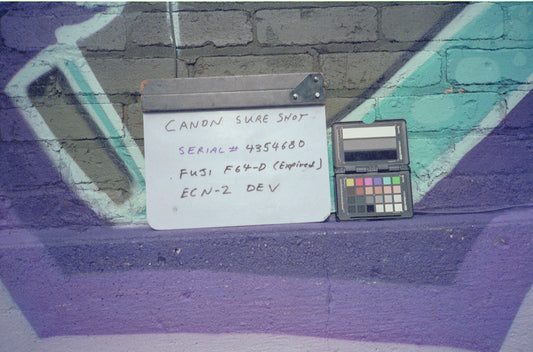 CANON SURE SHOT
SERIAL# 4354680
FUJI F64-D (Expired)
ECN-2 DEV